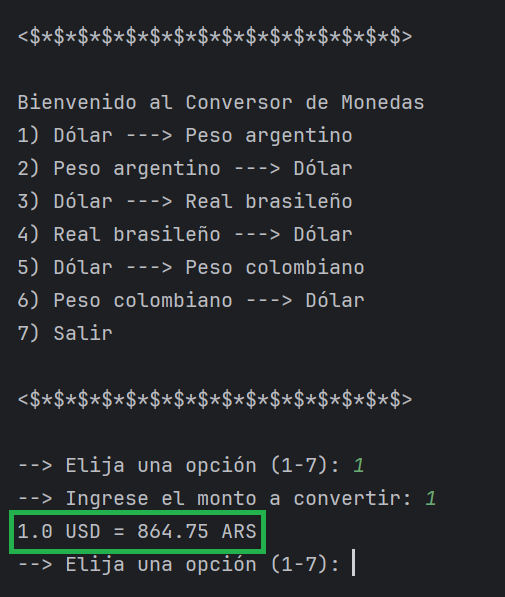 <$*$*$*$*$*$*$*$*$*$*$*$*$*$*$*$>
Bienvenido al Conversor de Monedas
1) Dólar ---> Peso argentino
2) Peso argentino ---> Dólar
3) Dólar ---> Real brasileño
4) Real brasileño ---> Dólar
5) Dólar ---> Peso colombiano
6) Peso colombiano ---> Dólar
7) Salir
<$*$*$*$*$*$*$*$*$*$*$*$*$*$*$*$>
--> Elija una opción (1-7): 1
--> Ingrese el monto a convertir: 1
1.0 USD = 864.75 ARS
--> Elija una opción (1-7):